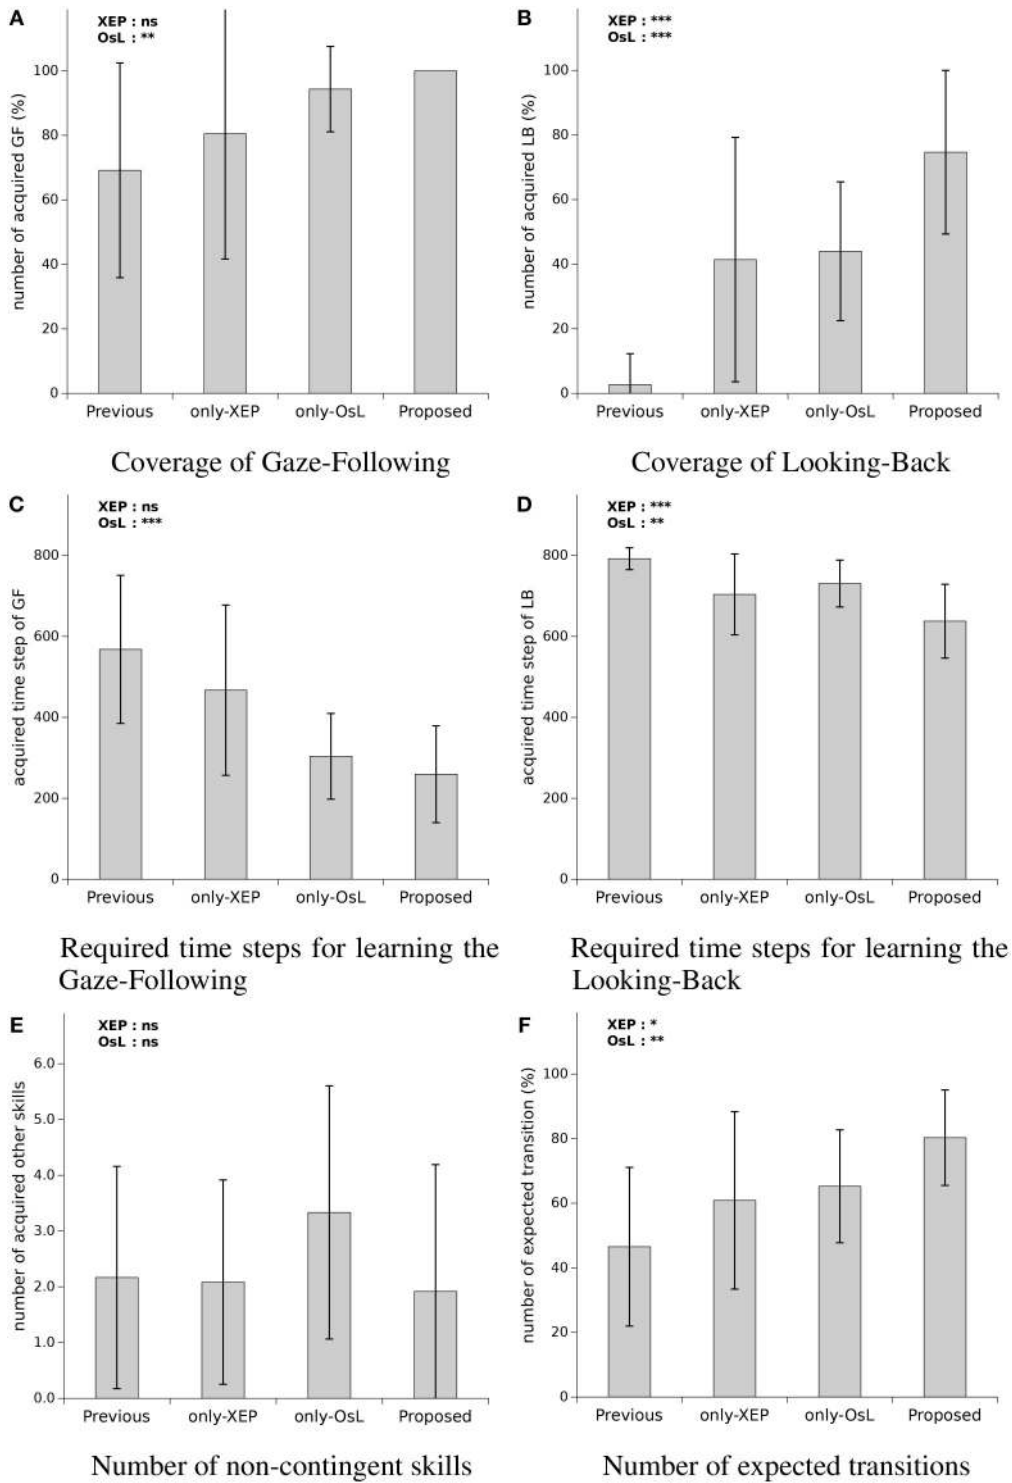 A
XEP : ns
OsL : **
number of acquired GF (%)
100
80
60
40
20
0
Previous only-XEP only-OsL Proposed
Coverage of Gaze-Following
B
XEP : ***
OsL : ***
number of acquired LB (%)
100
80
60
40
20
0
Previous only-XEP only-OsL Proposed
Coverage of Looking-Back
C
XEP : ns
OsL : ***
acquired time step of GF
800
600
400
200
0
Previous only-XEP only-OsL Proposed
Required time steps for learning the
Gaze-Following
D
XEP : ***
OsL : **
acquired time step of LB
800
600
400
200
0
Previous only-XEP only-OsL Proposed
Required time steps for learning the
Looking-Back
E
XEP : ns
OsL : ns
number of acquired other skills
6.0
5.0
4.0
3.0
2.0
1.0
0.0
Previous only-XEP only-OsL Proposed
Number of non-contingent skills
F
XEP : *
OsL : **
number of expected transition (%)
100
80
60
40
20
0
Previous only-XEP only-OsL Proposed
Number of expected transitions